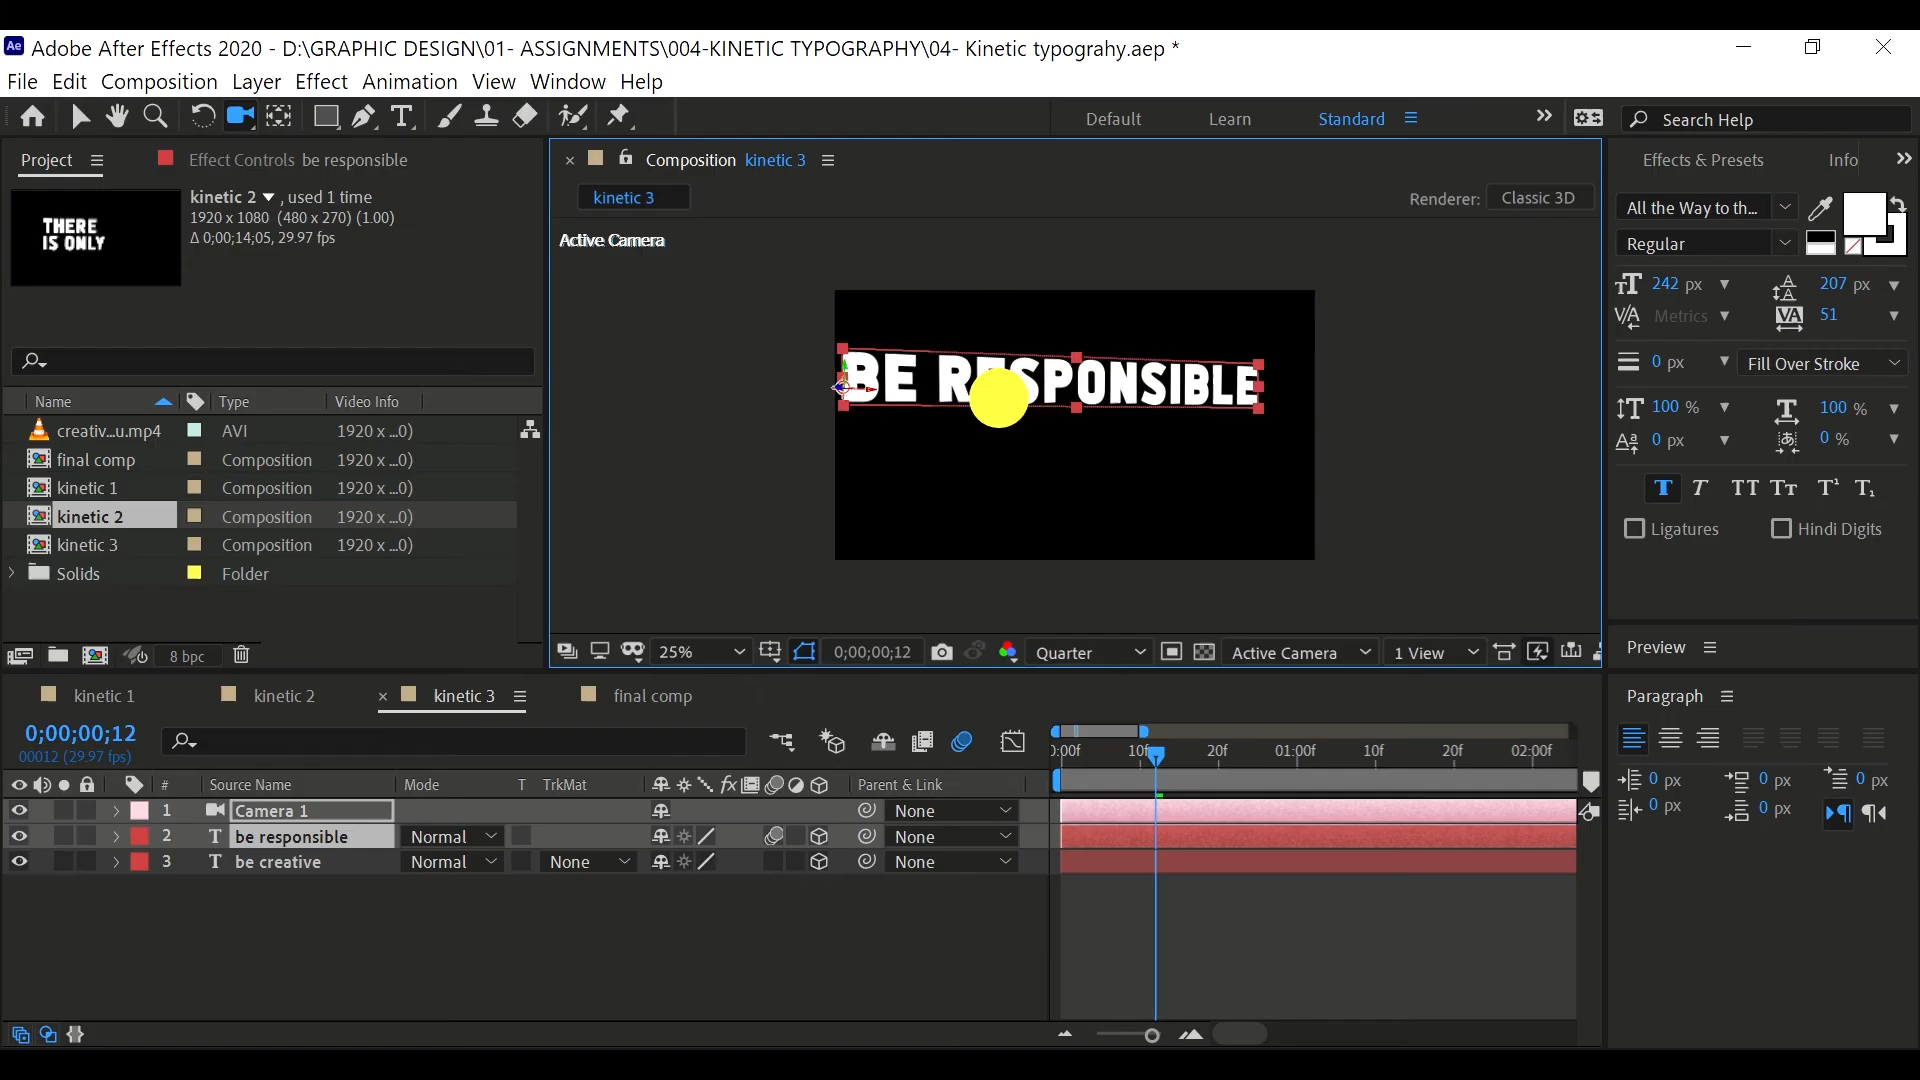 Ae Adobe After Effects 2020 - D:\GRAPHIC DESIGN\01- ASSIGNMENTS\004-KINETIC TYPOGRAPHY\04- Kinetic typograhy.aep *
File Edit Composition Layer Effect Animation View Window Help
Default Learn Standard Search Help
Project Effect Controls be responsible
kinetic 2 , used 1 time
1920 x 1080 (480 x 270) (1.00)
Δ 0;00;14;05, 29.97 fps
THERE
IS ONLY
Name Type Video Info
creativ...u.mp4 AVI 1920 x ...0)
final comp Composition 1920 x ...0)
kinetic 1 Composition 1920 x ...0)
kinetic 2 Composition 1920 x ...0)
kinetic 3 Composition 1920 x ...0)
Solids Folder
8 bpc
Composition kinetic 3
kinetic 3
Renderer: Classic 3D
Active Camera
BE RESPONSIBLE
25% 0;00;00;12 Quarter Active Camera 1 View
Effects & Presets Info
All the Way to th...
Regular
242 px 207 px
Metrics 51
0 px Fill Over Stroke
100 % 100 %
0 px 0 %
T T TT Tт T¹ T₁
Ligatures Hindi Digits
Preview
Paragraph
0 px 0 px 0 px
0 px 0 px
kinetic 1 kinetic 2 kinetic 3 final comp
0;00;00;12
00012 (29.97 fps)
):00f 10f 20f 01:00f 10f 20f 02:00f
# Source Name Mode T TrkMat fx Parent & Link
1 Camera 1 None
2 T be responsible Normal None
3 T be creative Normal None None